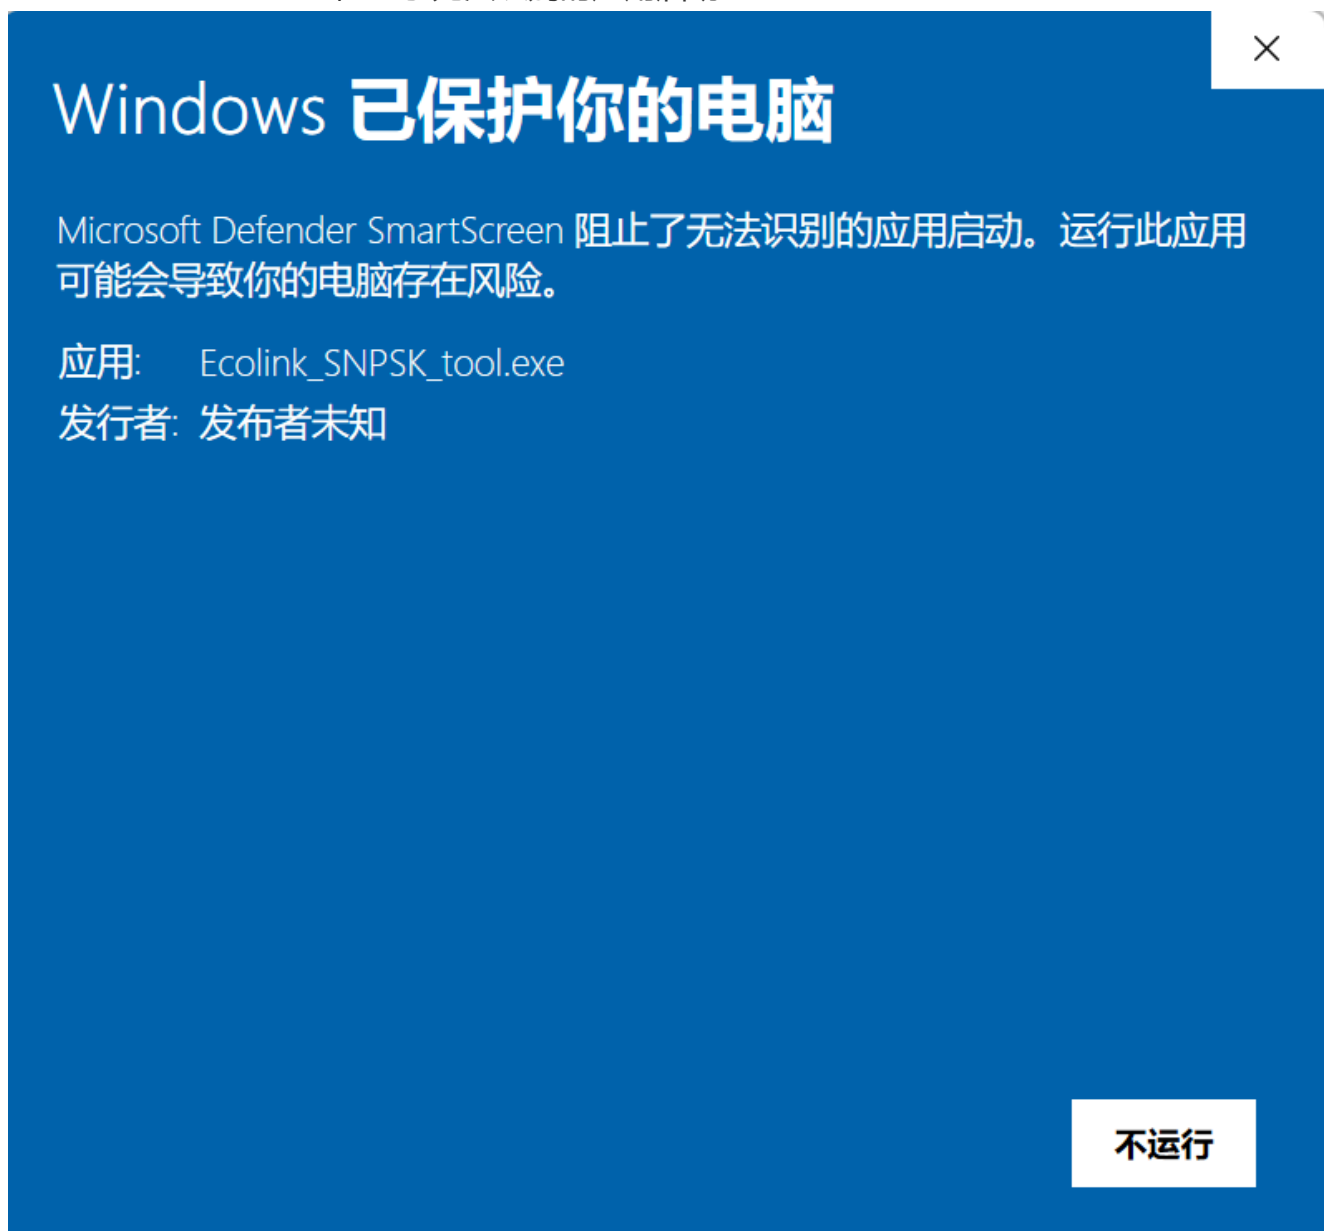 Windows 已保护你的电脑
Microsoft Defender SmartScreen 阻止了无法识别的应用启动。运行此应用
可能会导致你的电脑存在风险。
应用: Ecolink_SNPSK_tool.exe
发行者: 发布者未知
不运行